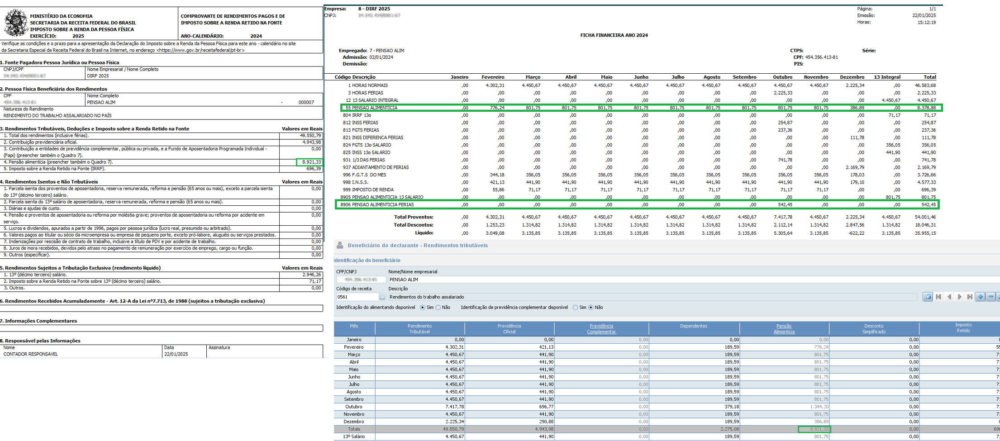 MINISTÉRIO DA ECONOMIA
SECRETARIA DA RECEITA FEDERAL DO BRASIL
IMPOSTO SOBRE A RENDA DA PESSOA FÍSICA
EXERCÍCIO: 2025
COMPROVANTE DE RENDIMENTOS PAGOS E DE
IMPOSTO SOBRE A RENDA RETIDO NA FONTE
ANO-CALENDÁRIO: 2024
Verifique as condições e o prazo para a apresentação da Declaração do Imposto sobre a Renda da Pessoa Física para este ano - calendário no site
da Secretaria Especial da Receita Federal do Brasil na Internet, no endereço <https://www.gov.br/receitafederal/pt-br>
1. Fonte Pagadora Pessoa Jurídica ou Pessoa Física
CNPJ/CPF Nome Empresarial / Nome Completo
DIRF 2025
2. Pessoa Física Beneficiária dos Rendimentos
CPF Nome Completo
PENSAO ALIM - 000007
Natureza do Rendimento
RENDIMENTO DO TRABALHO ASSALARIADO NO PAÍS
3. Rendimentos Tributáveis, Deduções e Imposto sobre a Renda Retido na Fonte Valores em Reais
1. Total dos rendimentos (inclusive férias). 49.550,79
2. Contribuição previdenciária oficial. 4.943,98
3. Contribuição a entidades de previdência complementar, pública ou privada, e a Fundo de Aposentadoria Programada Individual - 0,00
(Fapi) (preencher também o Quadro 7).
4. Pensão alimentícia (preencher também o Quadro 7). 8.921,33
5. Imposto sobre a Renda Retido na Fonte (IRRF). 696,39
4. Rendimentos Isentos e Não Tributáveis Valores em Reais
1. Parcela isenta dos proventos de aposentadoria, reserva remunerada, reforma e pensão (65 anos ou mais), exceto a parcela isenta 0,00
do 13º (décimo terceiro) salário.
2. Parcela isenta do 13º salário de aposentadoria, reserva remunerada, reforma e pensão (65 anos ou mais). 0,00
3. Diárias e ajudas de custo. 0,00
4. Pensão e proventos de aposentadoria ou reforma por moléstia grave; proventos de aposentadoria ou reforma por acidente em 0,00
serviço.
5. Lucros e dividendos, apurados a partir de 1996, pagos por pessoa jurídica (lucro real, presumido ou arbitrado). 0,00
6. Valores pagos ao titular ou sócio da microempresa ou empresa de pequeno porte, exceto pró-labore, aluguéis ou serviços prestados. 0,00
7. Indenizações por rescisão de contrato de trabalho, inclusive a título de PDV e por acidente de trabalho. 0,00
8. Juros de mora recebidos, devidos pelo atraso no pagamento de remuneração por exercício de emprego, cargo ou função. 0,00
9. Outros (especificar). 0,00
5. Rendimentos Sujeitos a Tributação Exclusiva (rendimento líquido) Valores em Reais
1. 13º (décimo terceiro) salário. 2.946,26
2. Imposto sobre a Renda Retido na Fonte sobre 13º (décimo terceiro) salário. 71,17
3. Outros. 0,00
6. Rendimentos Recebidos Acumuladamente - Art. 12-A da Lei nº7.713, de 1988 (sujeitos a tributação exclusiva)
7. Informações Complementares
8. Responsável pelas Informações
Nome Data Assinatura
CONTADOR RESPONSAVEL 22/01/2025
Empresa: 8 - DIRF 2025 Página: 1/1
CNPJ: Emissão: 22/01/2025
Horas: 15:12:19
FICHA FINANCEIRA ANO 2024
Empregado: 7 - PENSAO ALIM CTPS: Série:
Admissão: 02/01/2024 CPF: 454.356.413-81
Demissão: PIS:
Código Descrição Janeiro Fevereiro Março Abril Maio Junho Julho Agosto Setembro Outubro Novembro Dezembro 13 Integral Total
1 HORAS NORMAIS ,00 4.302,31 4.450,67 4.450,67 4.450,67 4.450,67 4.450,67 4.450,67 4.450,67 4.450,67 4.450,67 2.225,34 ,00 46.583,68
3 HORAS FERIAS ,00 ,00 ,00 ,00 ,00 ,00 ,00 ,00 ,00 2.225,33 ,00 ,00 ,00 2.225,33
12 13 SALARIO INTEGRAL ,00 ,00 ,00 ,00 ,00 ,00 ,00 ,00 ,00 ,00 ,00 ,00 4.450,67 4.450,67
55 PENSAO ALIMENTICIA ,00 776,24 801,75 801,75 801,75 801,75 801,75 801,75 801,75 801,75 801,75 386,89 ,00 8.378,88
804 IRRF 13o ,00 ,00 ,00 ,00 ,00 ,00 ,00 ,00 ,00 ,00 ,00 ,00 71,17 71,17
812 INSS FERIAS ,00 ,00 ,00 ,00 ,00 ,00 ,00 ,00 ,00 254,87 ,00 ,00 ,00 254,87
813 FGTS FERIAS ,00 ,00 ,00 ,00 ,00 ,00 ,00 ,00 ,00 237,36 ,00 ,00 ,00 237,36
821 INSS DIFERENCA FERIAS ,00 ,00 ,00 ,00 ,00 ,00 ,00 ,00 ,00 ,00 ,00 111,78 ,00 111,78
824 FGTS 13o SALARIO ,00 ,00 ,00 ,00 ,00 ,00 ,00 ,00 ,00 ,00 ,00 ,00 356,05 356,05
825 INSS 13o SALARIO ,00 ,00 ,00 ,00 ,00 ,00 ,00 ,00 ,00 ,00 ,00 ,00 441,90 441,90
931 1/3 DAS FERIAS ,00 ,00 ,00 ,00 ,00 ,00 ,00 ,00 ,00 741,78 ,00 ,00 ,00 741,78
937 ADIANTAMENTO DE FERIAS ,00 ,00 ,00 ,00 ,00 ,00 ,00 ,00 ,00 ,00 ,00 2.169,79 ,00 2.169,79
996 F.G.T.S DO MES ,00 344,18 356,05 356,05 356,05 356,05 356,05 356,05 356,05 356,05 356,05 178,03 ,00 3.726,66
998 I.N.S.S. ,00 421,13 441,90 441,90 441,90 441,90 441,90 441,90 441,90 441,90 441,90 179,10 ,00 4.577,33
999 IMPOSTO DE RENDA ,00 55,86 71,17 71,17 71,17 71,17 71,17 71,17 71,17 71,17 71,17 ,00 ,00 696,39
8905 PENSAO ALIMENTICIA 13 SALARIO ,00 ,00 ,00 ,00 ,00 ,00 ,00 ,00 ,00 ,00 ,00 ,00 801,75 801,75
8906 PENSAO ALIMENTICIA FERIAS ,00 ,00 ,00 ,00 ,00 ,00 ,00 ,00 ,00 542,45 ,00 ,00 ,00 542,45
Total Proventos: ,00 4.302,31 4.450,67 4.450,67 4.450,67 4.450,67 4.450,67 4.450,67 4.450,67 7.417,78 4.450,67 2.225,34 4.450,67 54.001,46
Total Descontos: ,00 1.253,23 1.314,82 1.314,82 1.314,82 1.314,82 1.314,82 1.314,82 1.314,82 2.112,14 1.314,82 2.847,56 1.314,82 18.046,31
Líquido: ,00 3.049,08 3.135,85 3.135,85 3.135,85 3.135,85 3.135,85 3.135,85 3.135,85 5.305,64 3.135,85 -622,22 3.135,85 35.955,15
Beneficiário do declarante - Rendimentos tributáveis
Identificação do beneficiário
CPF/CNPJ Nome/Nome empresarial
PENSAO ALIM
Código de receita Descrição
0561 Rendimentos do trabalho assalariado
Identificação do alimentando disponível Sim Não Identificação de previdência complementar disponível Sim Não
Mês Rendimento Tributável Previdência Oficial Previdência Complementar Dependentes Pensão Alimentícia Desconto Simplificado Imposto Retido
Janeiro 0,00 0,00 0,00 0,00 0,00 0,00
Fevereiro 4.302,31 421,13 0,00 189,59 776,24 0,00
Março 4.450,67 441,90 0,00 189,59 801,75 0,00
Abril 4.450,67 441,90 0,00 189,59 801,75 0,00
Maio 4.450,67 441,90 0,00 189,59 801,75 0,00
Junho 4.450,67 441,90 0,00 189,59 801,75 0,00
Julho 4.450,67 441,90 0,00 189,59 801,75 0,00
Agosto 4.450,67 441,90 0,00 189,59 801,75 0,00
Setembro 4.450,67 441,90 0,00 189,59 801,75 0,00
Outubro 7.417,78 696,77 0,00 379,18 1.344,20 0,00
Novembro 4.450,67 441,90 0,00 189,59 801,75 0,00
Dezembro 2.225,34 290,88 0,00 189,59 386,89 0,00
Totais 49.550,79 4.943,98 0,00 2.275,08 8.921,33 0,00
13º Salário 4.450,67 441,90 0,00 189,59 801,75 0,00